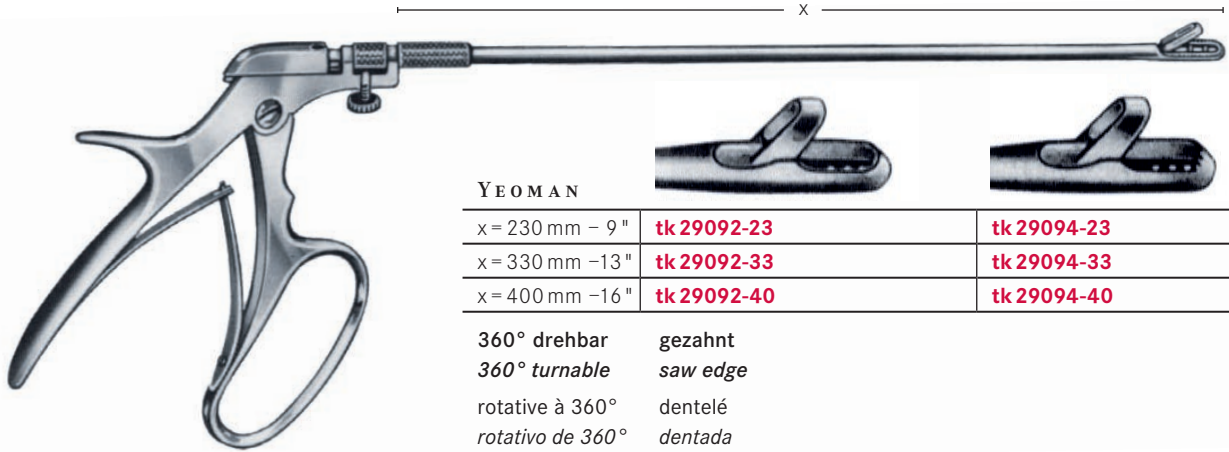 x
YEOMAN
x = 230 mm – 9 " tk 29092-23 tk 29094-23
x = 330 mm –13 " tk 29092-33 tk 29094-33
x = 400 mm –16 " tk 29092-40 tk 29094-40
360° drehbar gezahnt
360° turnable saw edge
rotative à 360° dentelé
rotativo de 360° dentada